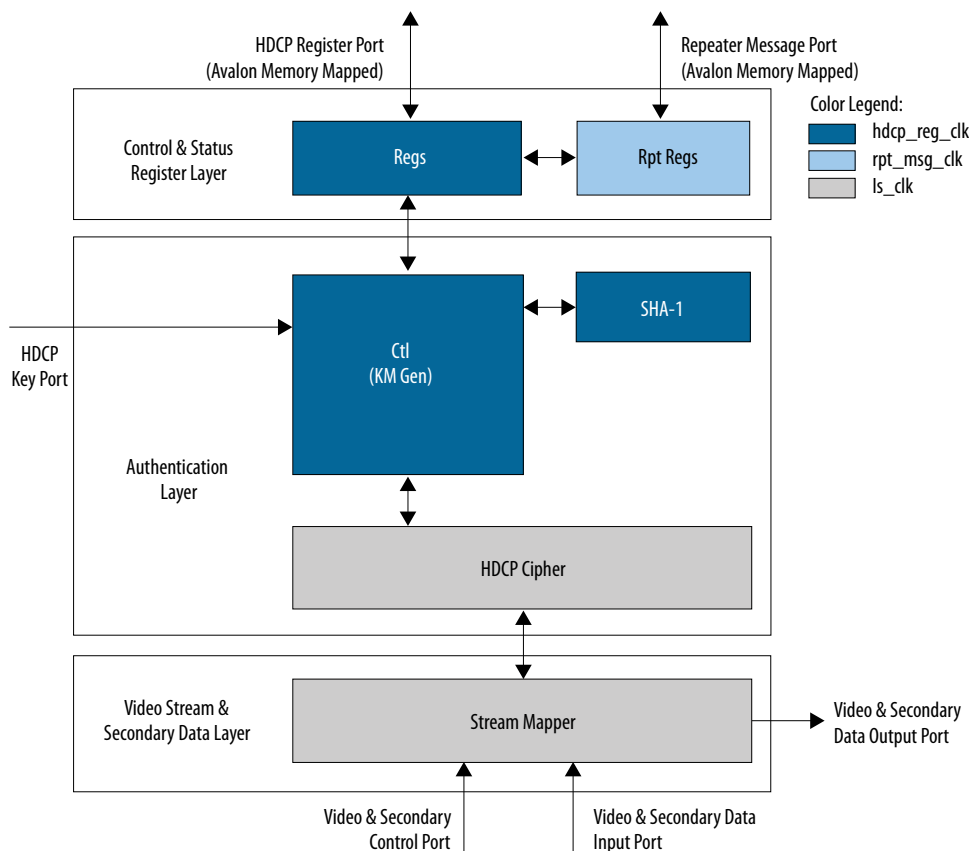 HDCP Register Port
(Avalon Memory Mapped)
Repeater Message Port
(Avalon Memory Mapped)
Color Legend:
hdcp_reg_clk
rpt_msg_clk
ls_clk
Control & Status
Register Layer
Regs
Rpt Regs
HDCP
Key Port
Ctl
(KM Gen)
SHA-1
Authentication
Layer
HDCP Cipher
Video Stream &
Secondary Data Layer
Stream Mapper
Video & Secondary
Data Output Port
Video & Secondary
Control Port
Video & Secondary Data
Input Port